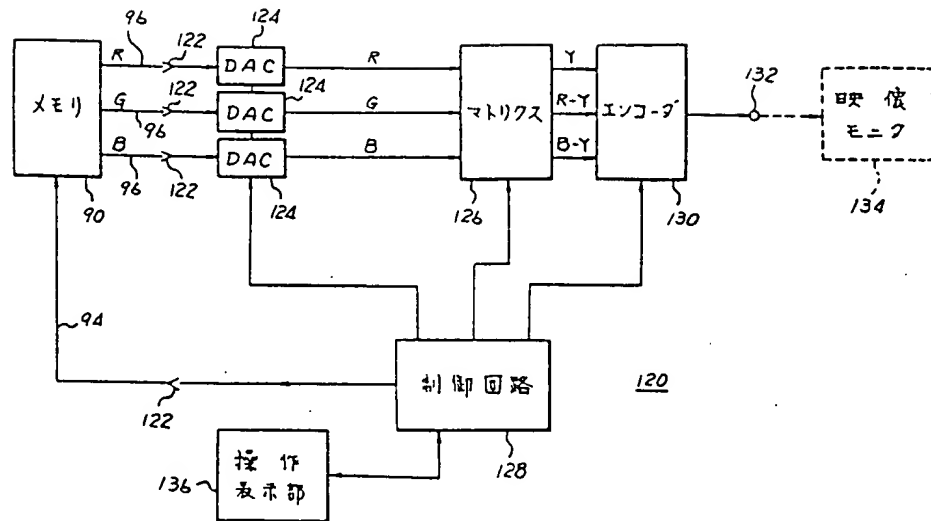 124
96
122
R
DAC
R
Y
132
メモリ
G
96
122
DAC
124
G
マトリクス
R-Y
エンコーダ
映像
モニタ
B
96
122
DAC
B
B-Y
90
124
126
130
134
94
122
制御回路
120
128
136
操作
表示部